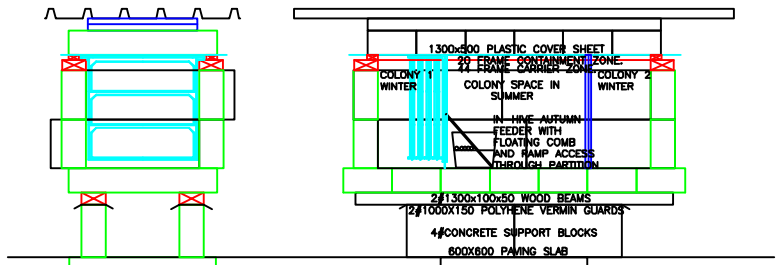 1300x500 PLASTIC COVER SHEET
20 FRAME CONTAINMENT ZONE.
44 FRAME CARRIER ZONE.
COLONY 1
WINTER
COLONY SPACE IN
SUMMER
COLONY 2
WINTER
IN-HIVE AUTUMN
FEEDER WITH
FLOATING COMB
AND RAMP ACCESS
THROUGH PARTITION
2#1300x100x50 WOOD BEAMS
2#1000X150 POLYHENE VERMIN GUARDS
4#CONCRETE SUPPORT BLOCKS
600X600 PAVING SLAB